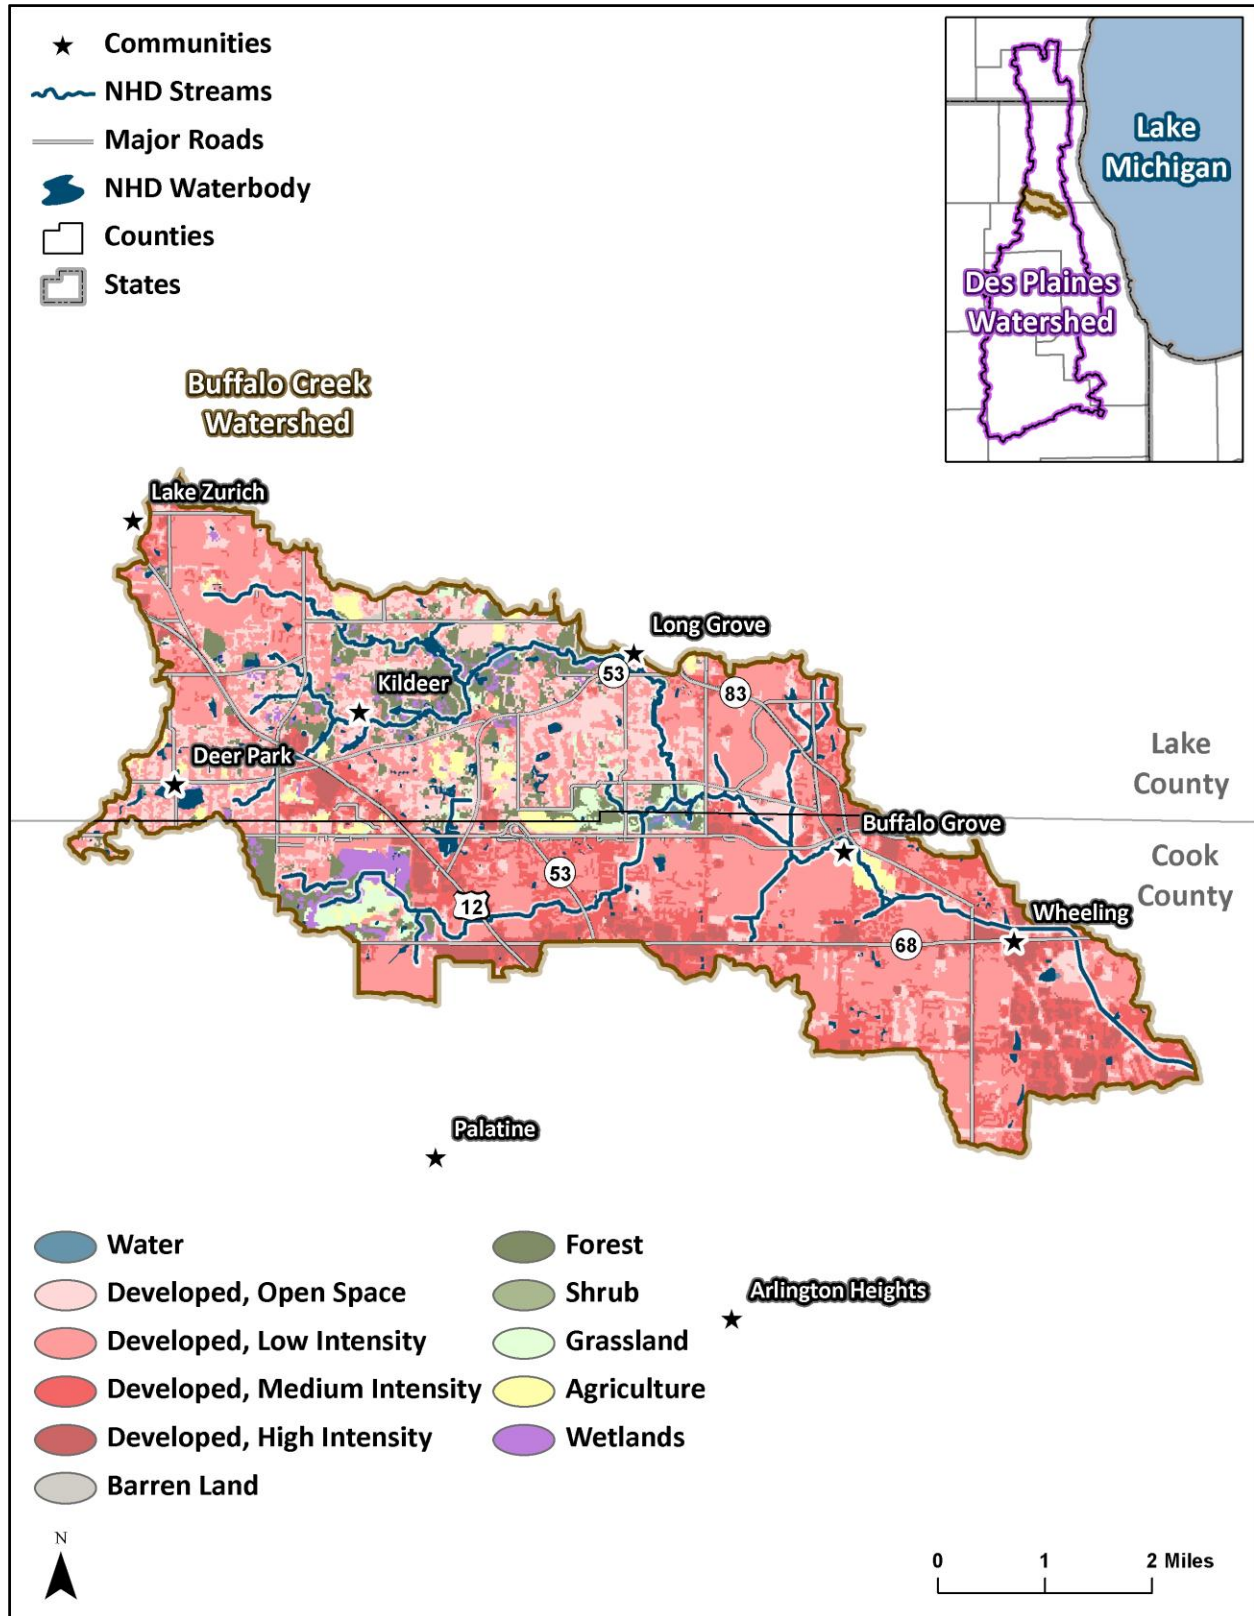 Communities
NHD Streams
Major Roads
NHD Waterbody
Counties
States
Lake
Michigan
Des Plaines
Watershed
Buffalo Creek
Watershed
Lake Zurich
Long Grove
53
83
Kildeer
Deer Park
Lake
County
Buffalo Grove
Cook
County
53
12
Wheeling
68
Palatine
Arlington Heights
Water
Developed, Open Space
Developed, Low Intensity
Developed, Medium Intensity
Developed, High Intensity
Barren Land
Forest
Shrub
Grassland
Agriculture
Wetlands
N
0 1 2 Miles